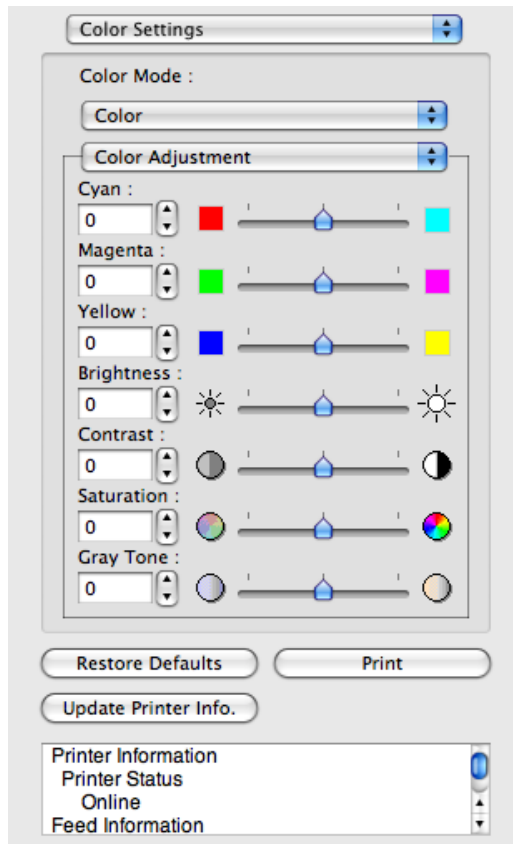 Color Settings
Color Mode :
Color
Color Adjustment
Cyan :
0
Magenta :
0
Yellow :
0
Brightness :
0
Contrast :
0
Saturation :
0
Gray Tone :
0
Restore Defaults
Print
Update Printer Info.
Printer Information
Printer Status
Online
Feed Information